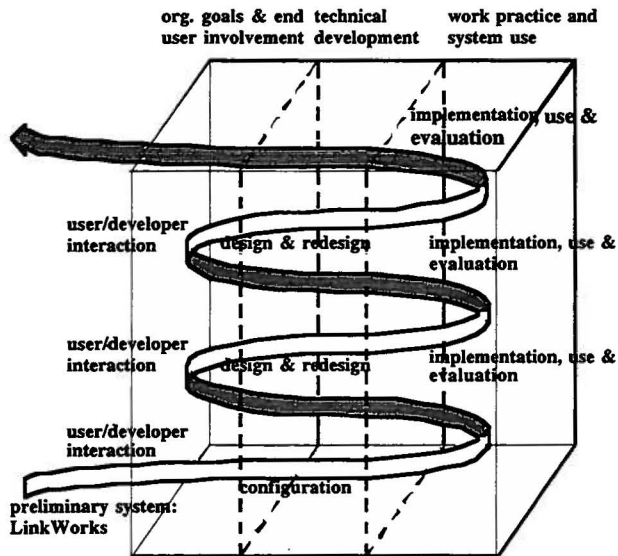 org. goals & end
user involvement
technical
development
work practice and
system use
implementation, use &
evaluation
user/developer
interaction
design & redesign
implementation, use &
evaluation
user/developer
interaction
design & redesign
implementation, use &
evaluation
user/developer
interaction
configuration
preliminary system:
LinkWorks